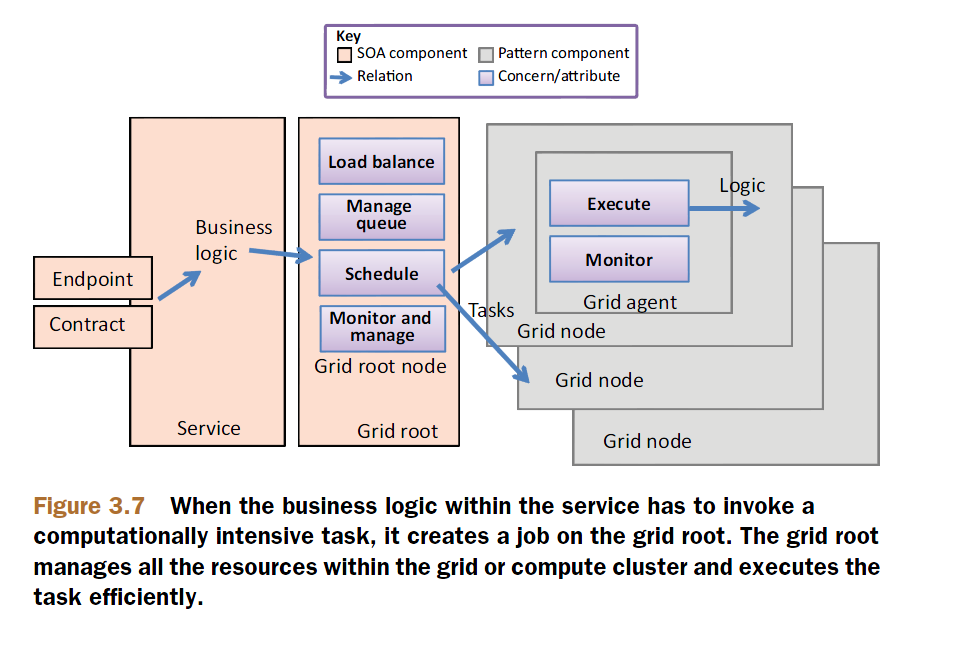 Key
SOA component
Pattern component
Relation
Concern/attribute
Endpoint
Contract
Business
logic
Service
Load balance
Manage
queue
Schedule
Monitor and
manage
Grid root node
Grid root
Tasks
Execute
Monitor
Logic
Grid agent
Grid node
Grid node
Grid node
Figure 3.7 When the business logic within the service has to invoke a
computationally intensive task, it creates a job on the grid root. The grid root
manages all the resources within the grid or compute cluster and executes the
task efficiently.